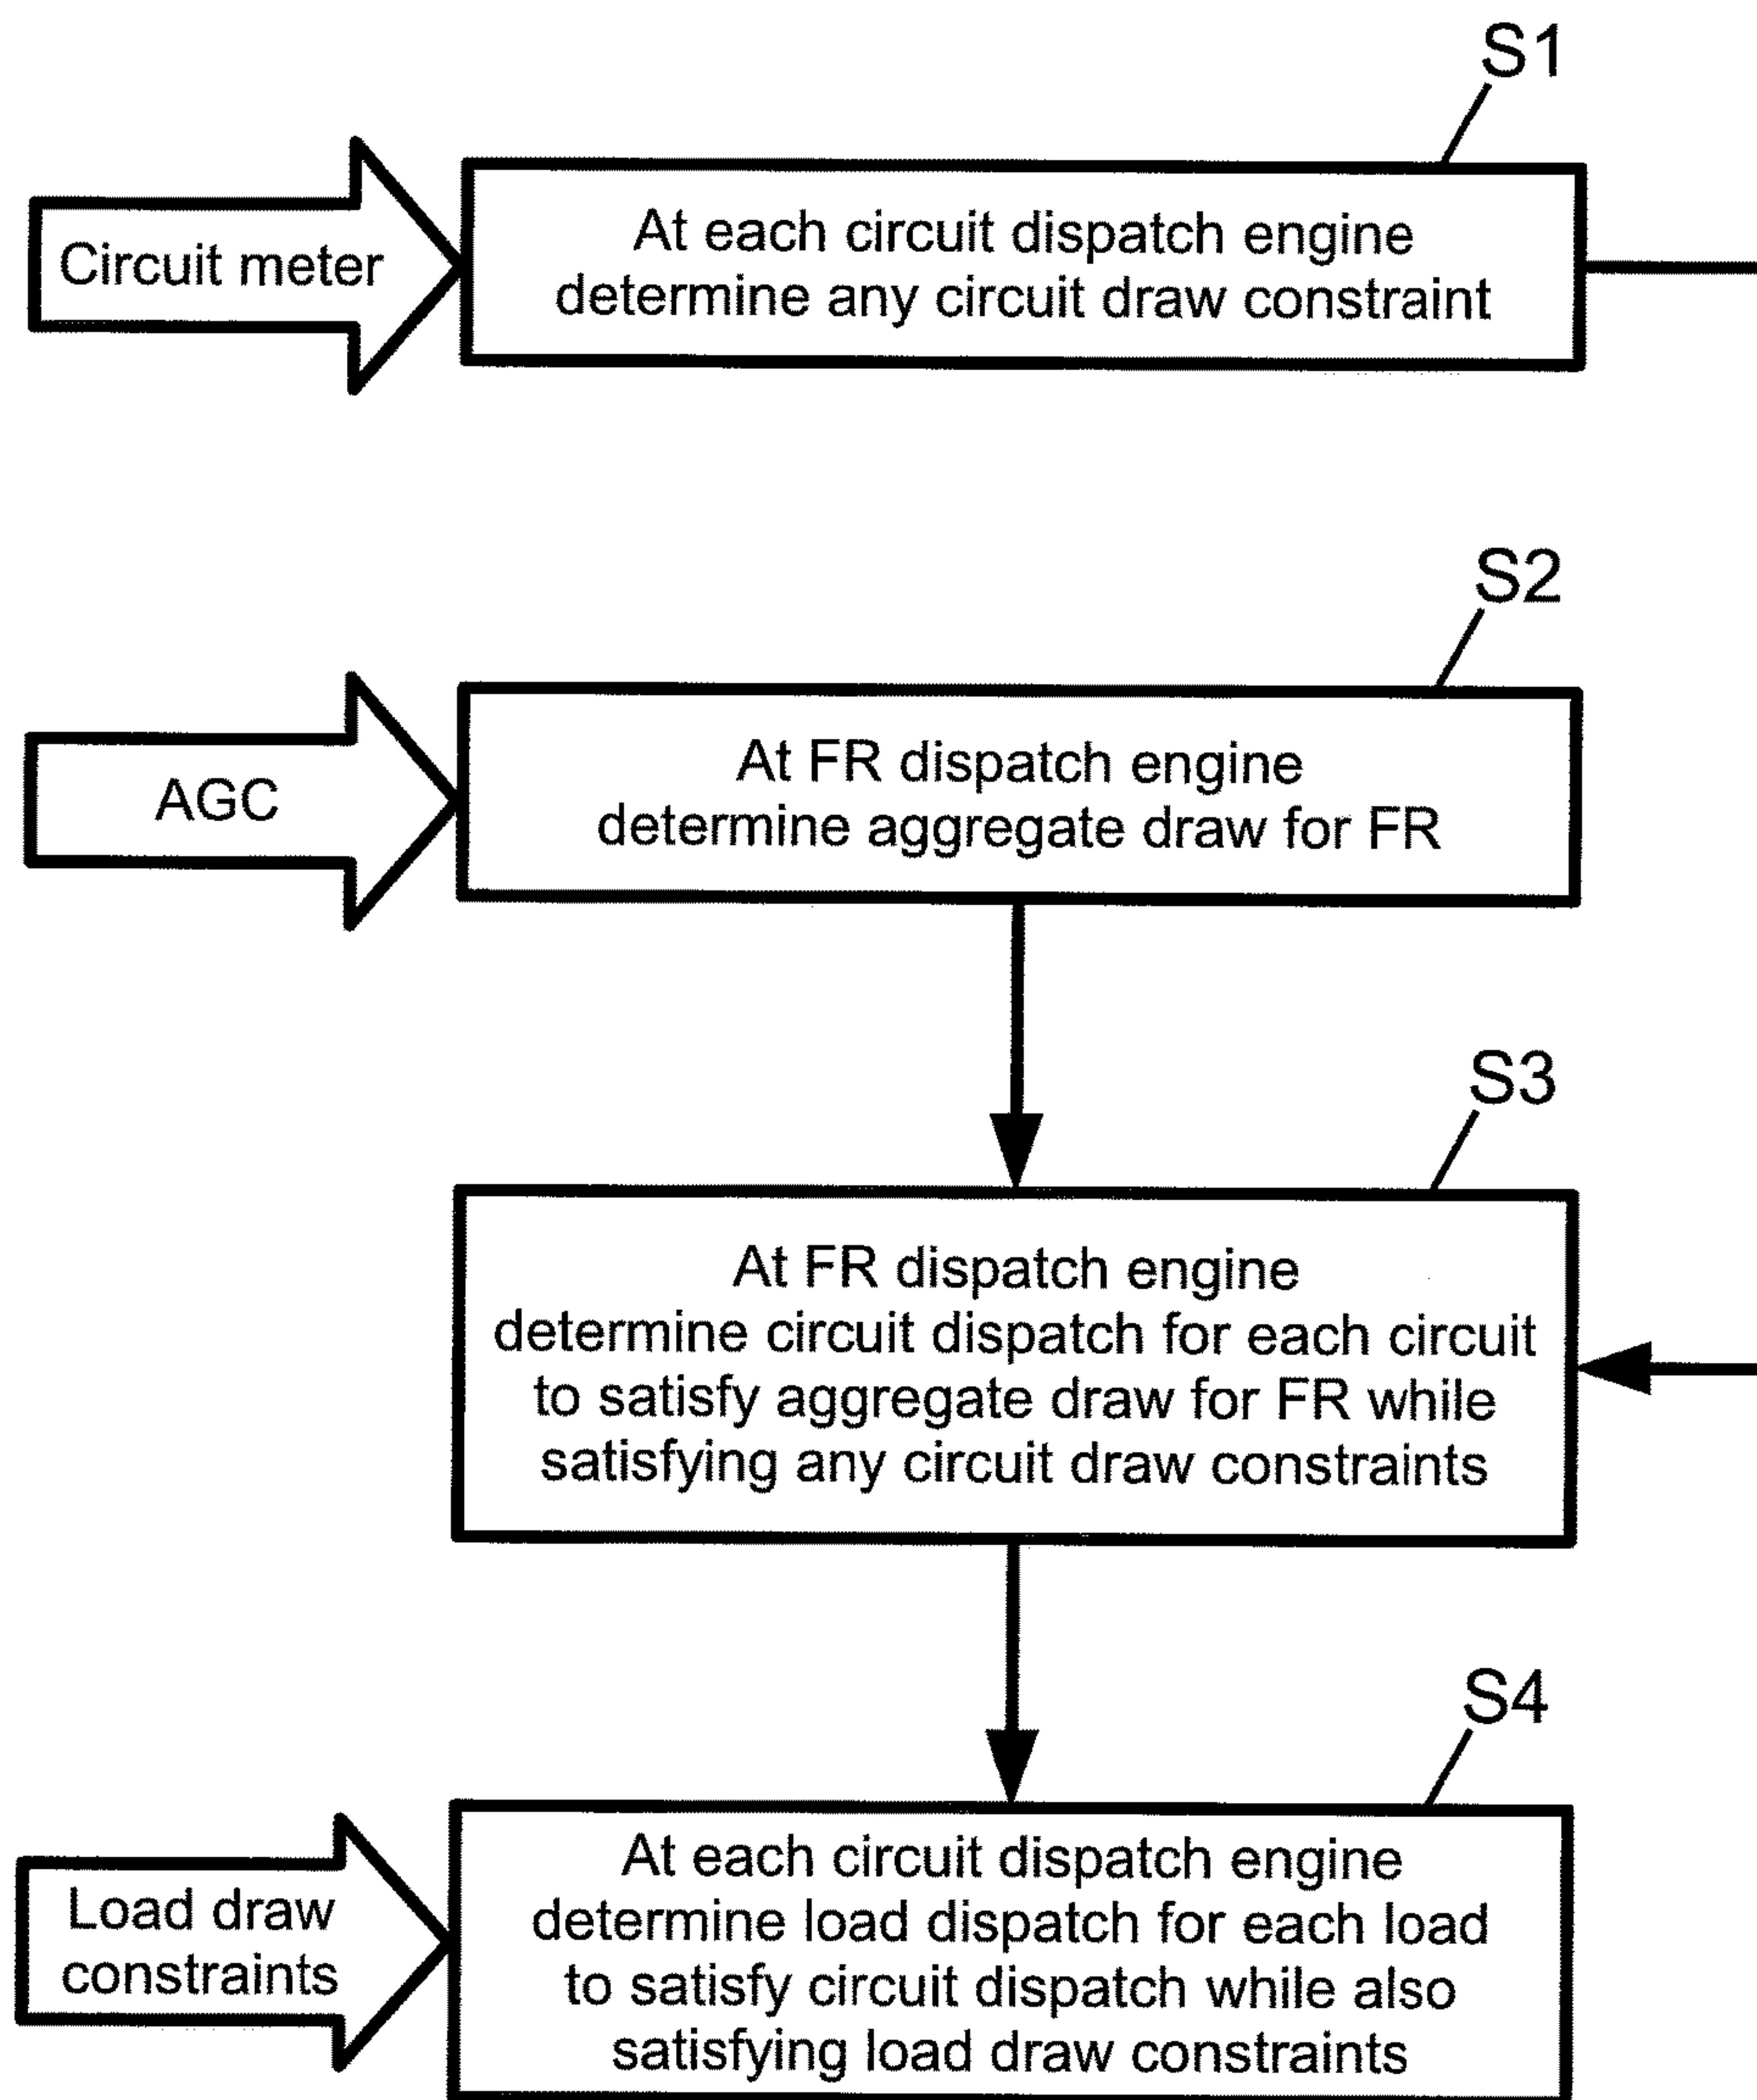 S1
Circuit meter
At each circuit dispatch engine
determine any circuit draw constraint
S2
AGC
At FR dispatch engine
determine aggregate draw for FR
S3
At FR dispatch engine
determine circuit dispatch for each circuit
to satisfy aggregate draw for FR while
satisfying any circuit draw constraints
S4
Load draw
constraints
At each circuit dispatch engine
determine load dispatch for each load
to satisfy circuit dispatch while also
satisfying load draw constraints